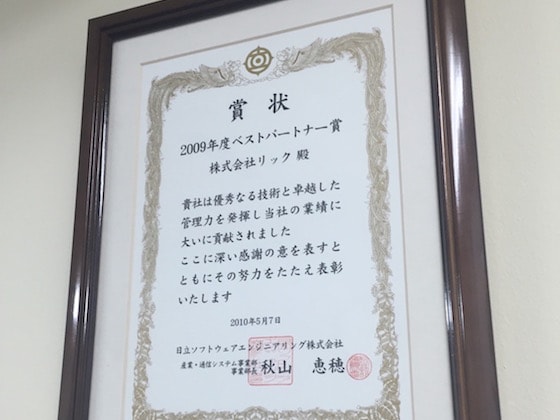 賞状
2009年度ベストパートナー賞
株式会社リック 殿
貴社は優秀なる技術と卓越した
管理力を発揮し当社の業績に
大いに貢献されました
ここに深い感謝の意を表すと
ともにその努力をたたえ表彰
いたします
2010年5月7日
日立ソフトウェアエンジニアリング株式会社
産業・通信システム事業部
事業部長 秋山 恵穂